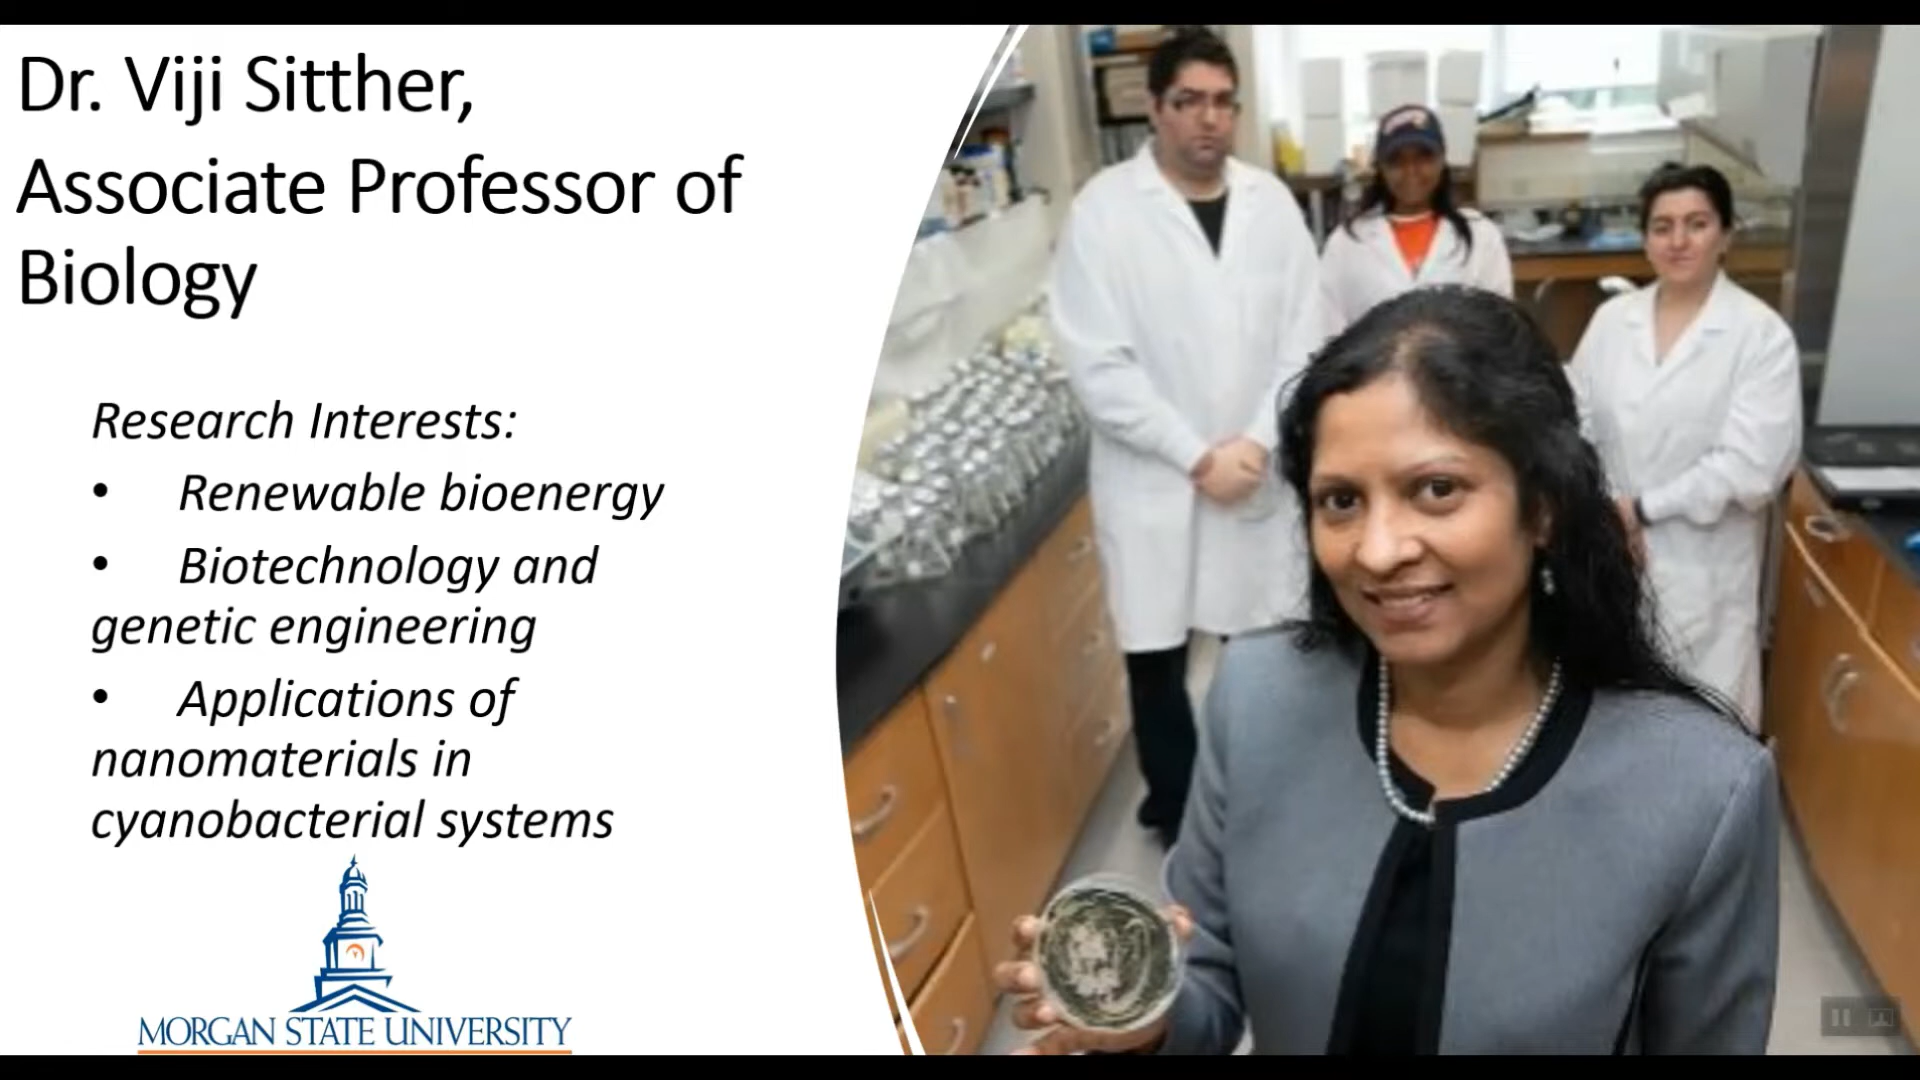 Dr. Viji Sitther,
Associate Professor of
Biology
Research Interests:
• Renewable bioenergy
• Biotechnology and
genetic engineering
• Applications of
nanomaterials in
cyanobacterial systems
MORGAN STATE UNIVERSITY